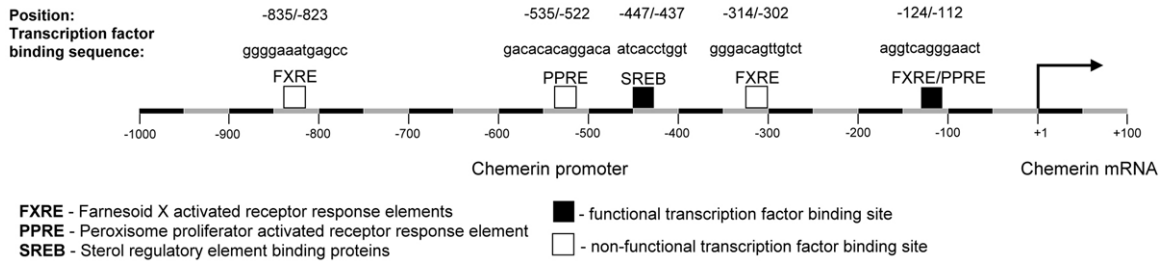 Position: -835/-823 -535/-522 -447/-437 -314/-302 -124/-112
Transcription factor
binding sequence: ggggaaatgagcc gacacacaggaca atcacctggt gggacagttgtct aggtcagggaact
FXRE PPRE SREB FXRE FXRE/PPRE
-1000 -900 -800 -700 -600 -500 -400 -300 -200 -100 +1 +100
Chemerin promoter Chemerin mRNA
FXRE - Farnesoid X activated receptor response elements
PPRE - Peroxisome proliferator activated receptor response element
SREB - Sterol regulatory element binding proteins
- functional transcription factor binding site
- non-functional transcription factor binding site